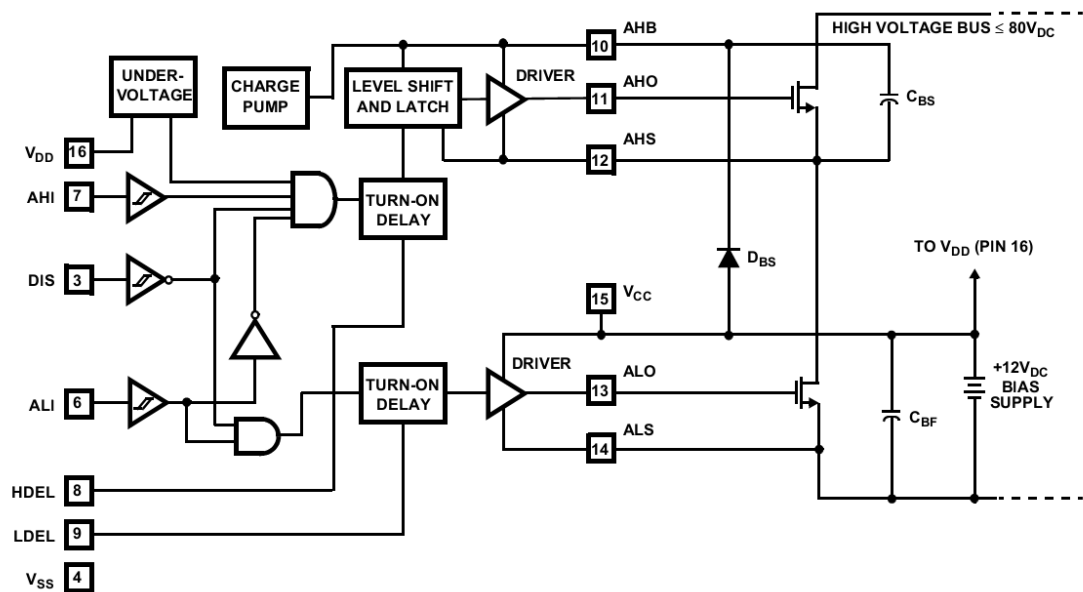 HIGH VOLTAGE BUS ≤ 80VDC
AHB
10
UNDER-
VOLTAGE
CHARGE
PUMP
LEVEL SHIFT
AND LATCH
DRIVER
AHO
11
CBS
VDD
16
AHS
12
AHI
7
TURN-ON
DELAY
DIS
3
DBS
TO VDD (PIN 16)
15
VCC
DRIVER
ALI
6
TURN-ON
DELAY
ALO
13
+12VDC
BIAS
SUPPLY
CBF
ALS
14
HDEL
8
LDEL
9
VSS
4